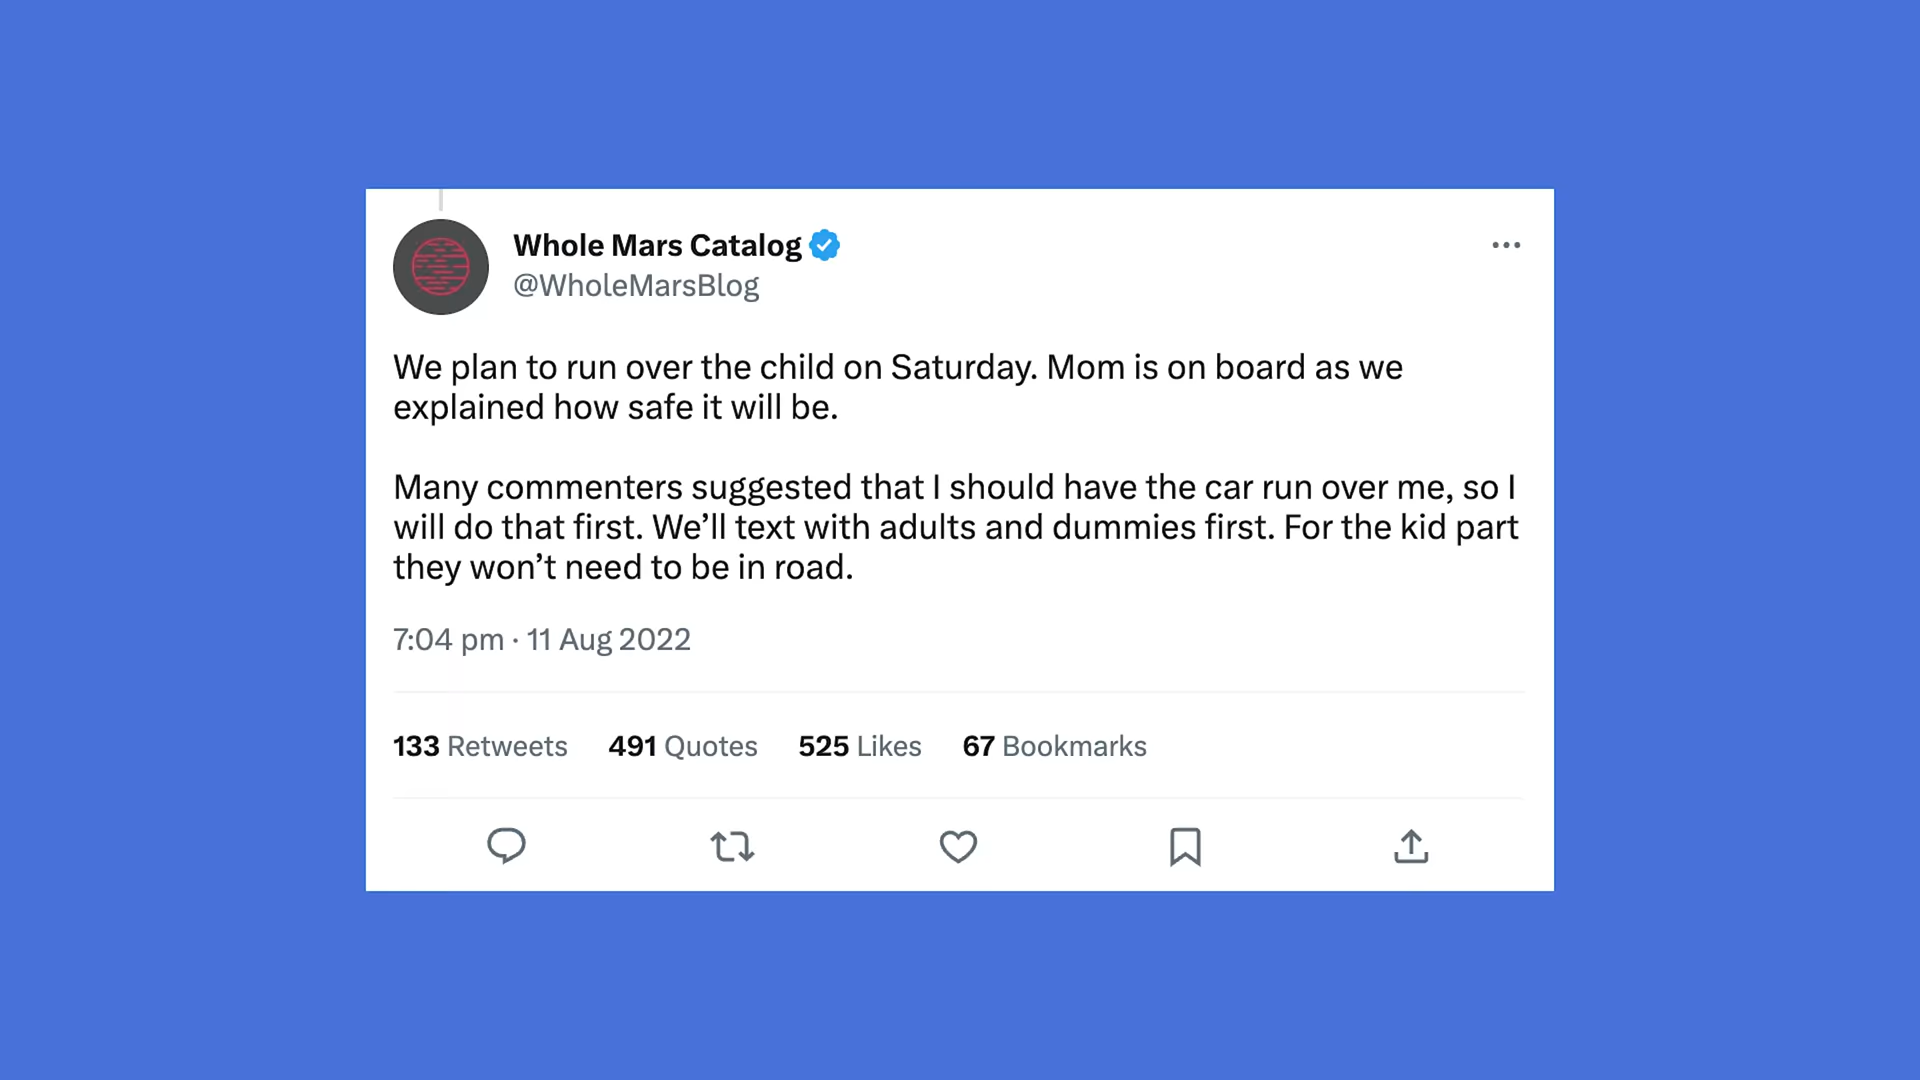 Whole Mars Catalog
@WholeMarsBlog
We plan to run over the child on Saturday. Mom is on board as we
explained how safe it will be.
Many commenters suggested that I should have the car run over me, so I
will do that first. We’ll text with adults and dummies first. For the kid part
they won’t need to be in road.
7:04 pm · 11 Aug 2022
133 Retweets 491 Quotes 525 Likes 67 Bookmarks